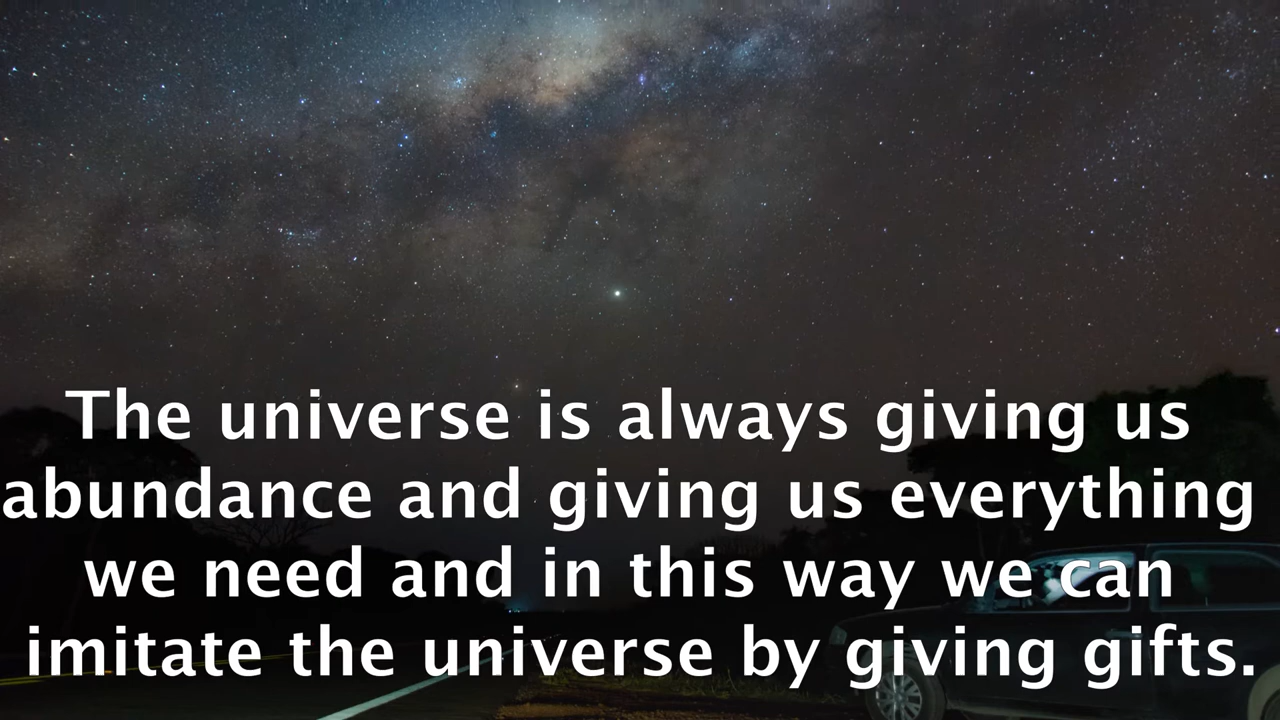 The universe is always giving us
abundance and giving us everything
we need and in this way we can
imitate the universe by giving gifts.